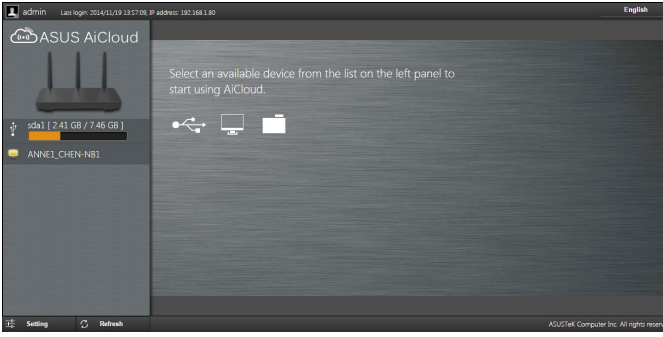 admin Last login: 2014/11/19 13:57:09, IP address: 192.168.1.80
English
ASUS AiCloud
Select an available device from the list on the left panel to
start using AiCloud.
sda1 [ 2.41 GB / 7.46 GB ]
ANNE1_CHEN-NB1
Setting Refresh
ASUSTeK Computer Inc. All rights reser